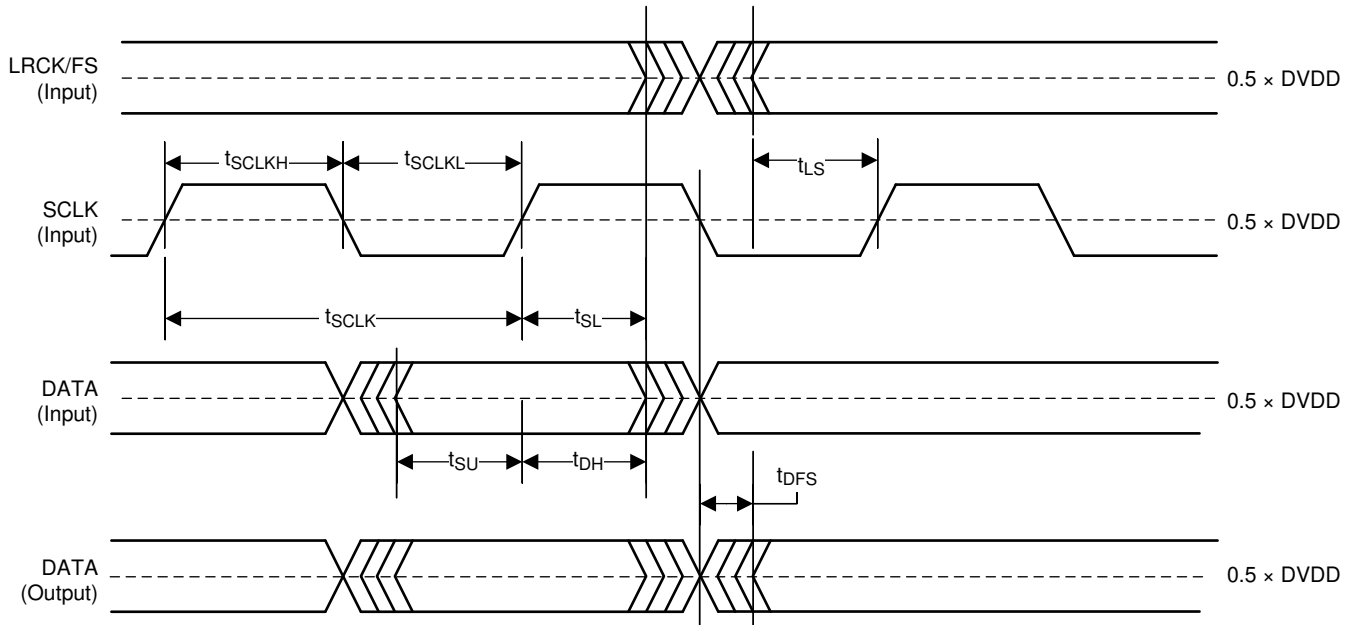 LRCK/FS
(Input)
0.5 × DVDD
tSCLKH
tSCLKL
tLS
SCLK
(Input)
0.5 × DVDD
tSCLK
tSL
DATA
(Input)
0.5 × DVDD
tSU
tDH
tDFS
DATA
(Output)
0.5 × DVDD